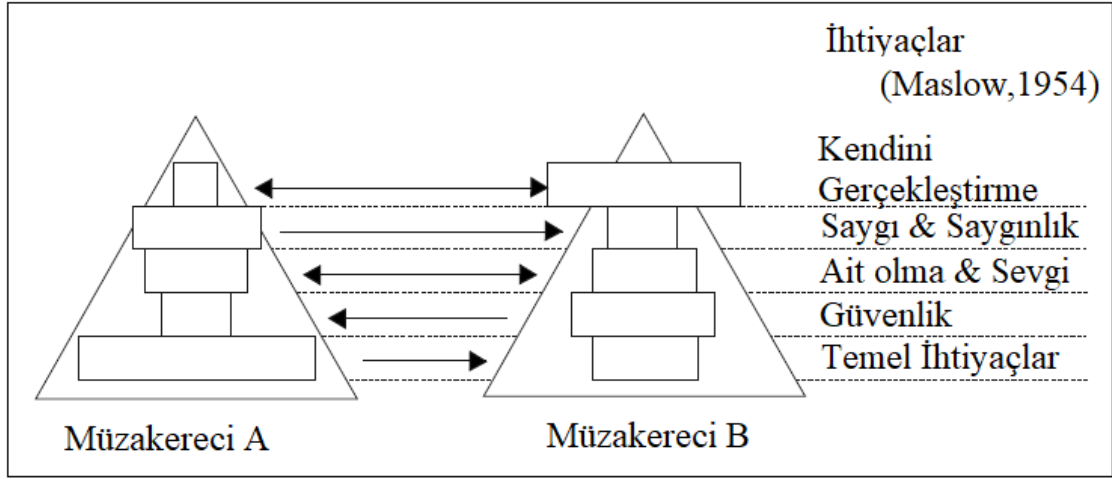 İhtiyaçlar
(Maslow,1954)
Kendini
Gerçekleştirme
Saygı & Saygınlık
Ait olma & Sevgi
Güvenlik
Temel İhtiyaçlar
Müzakereci A
Müzakereci B